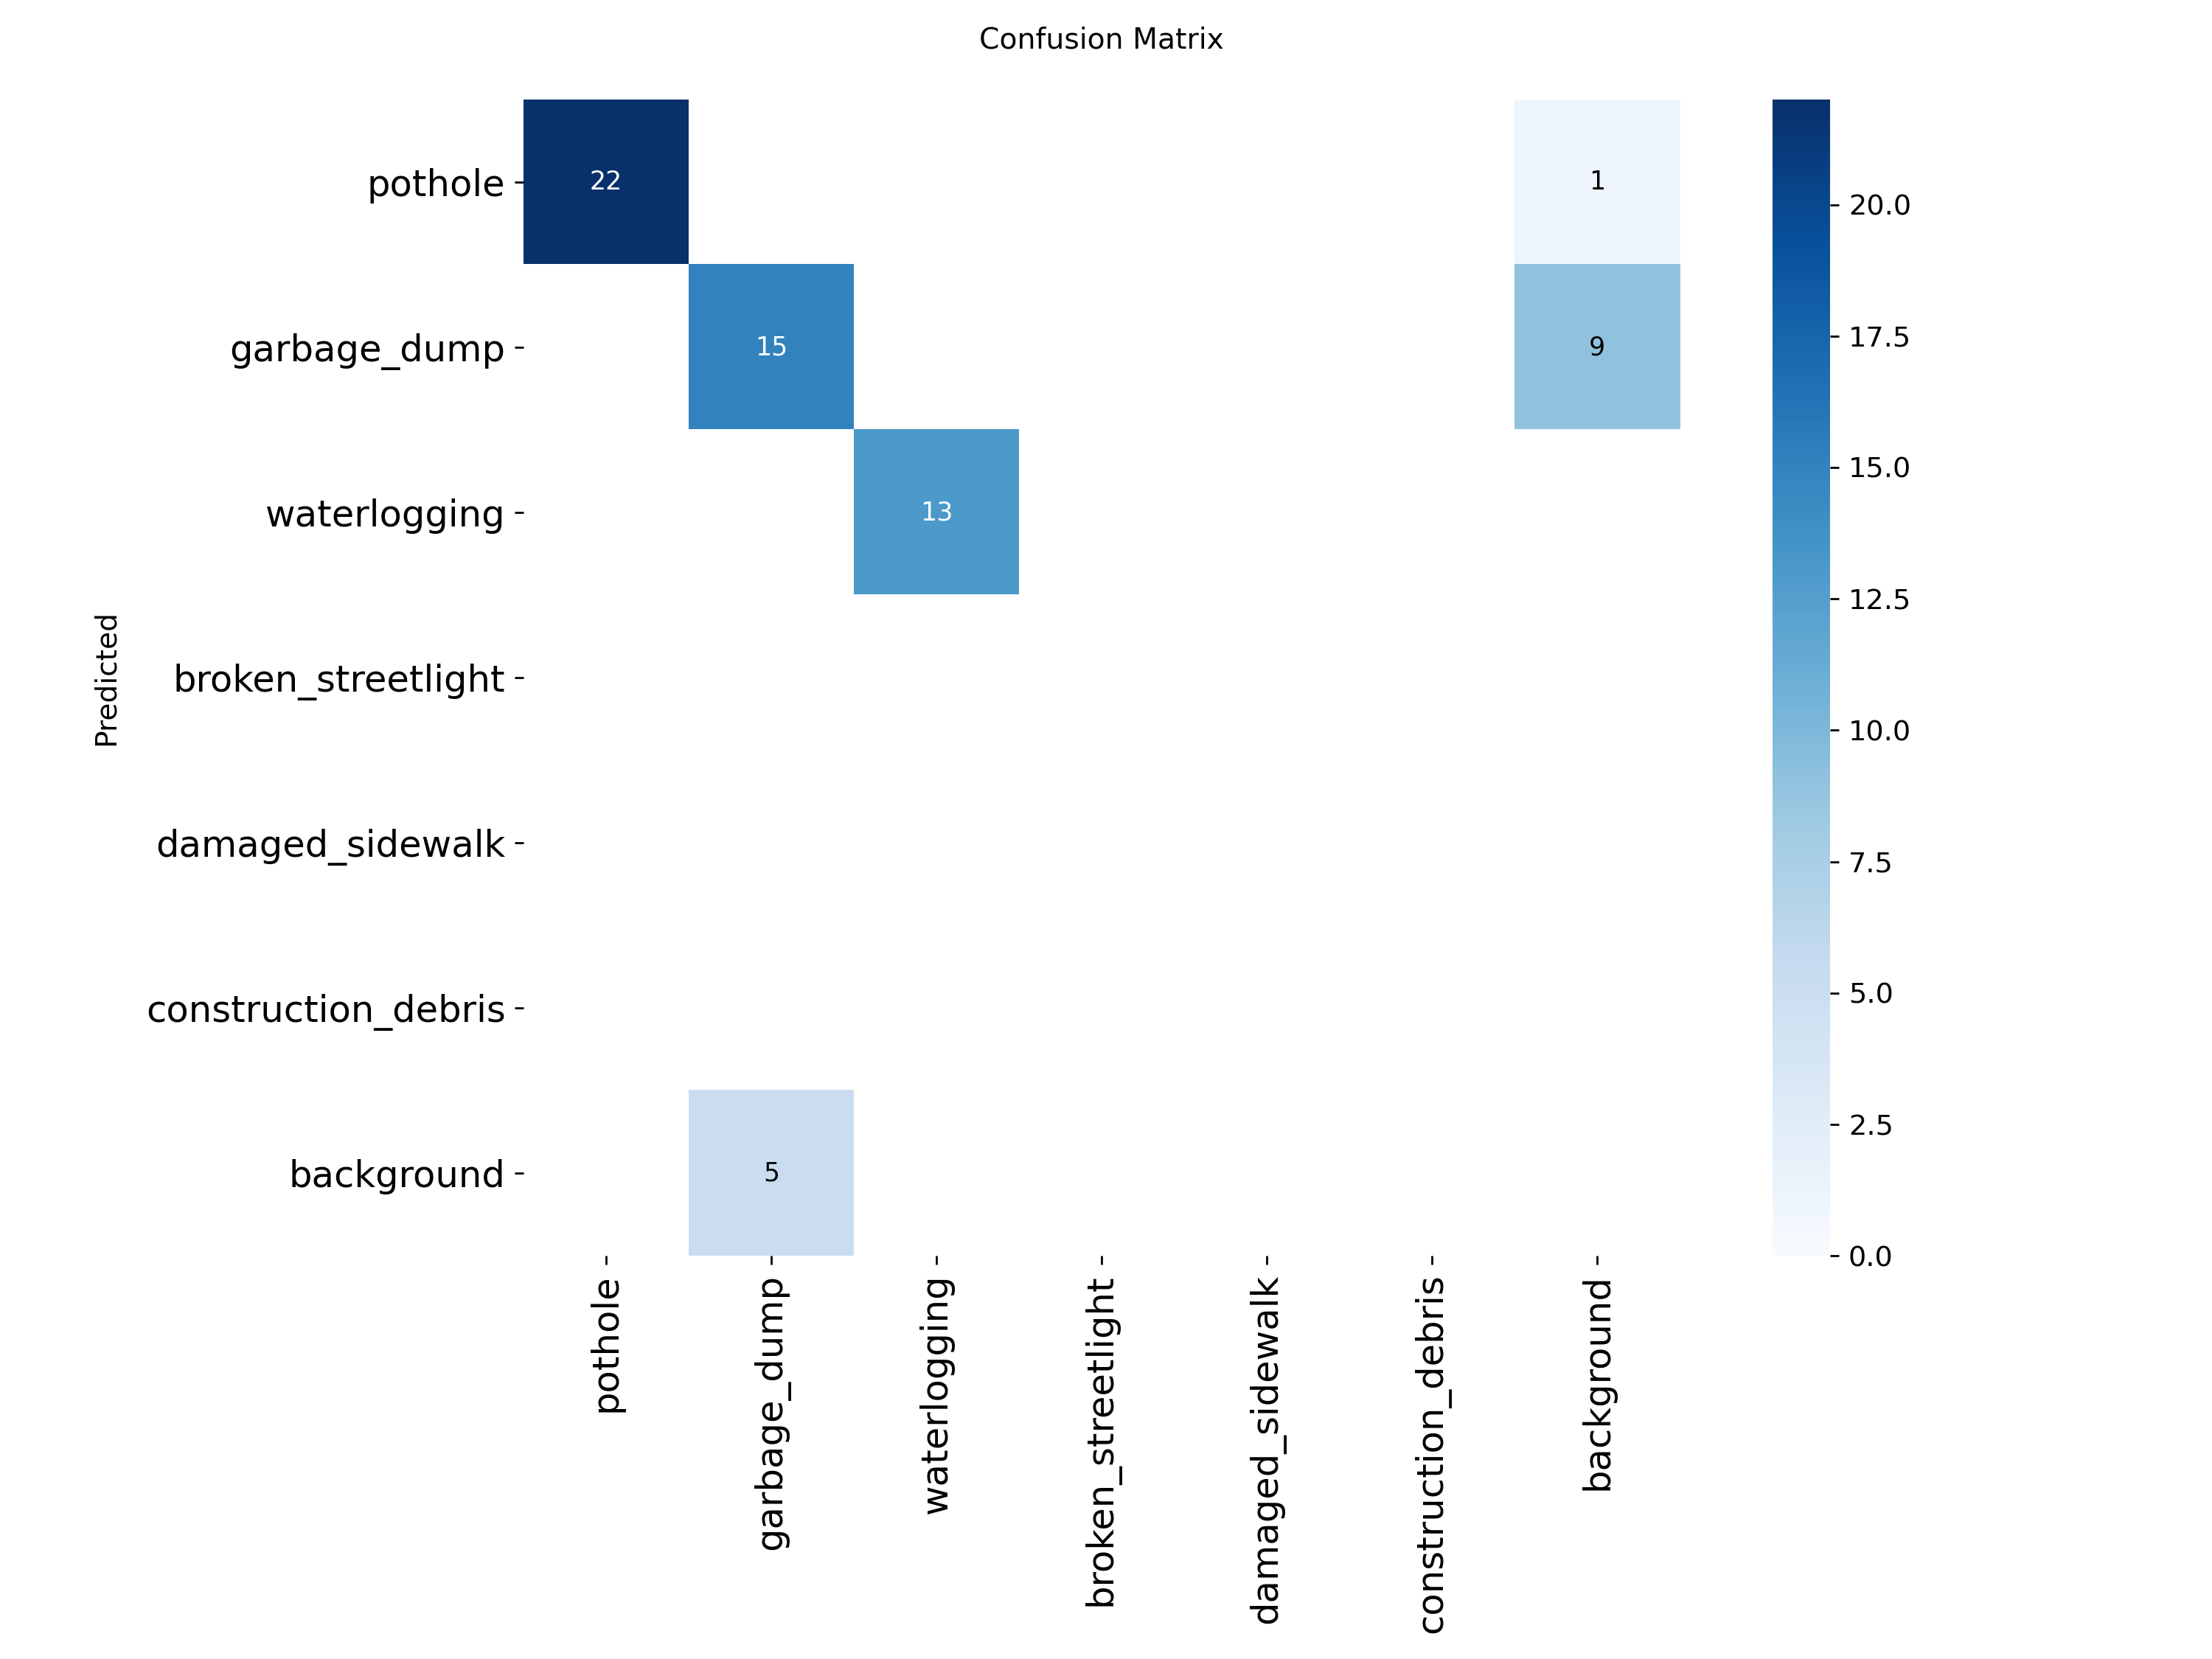 Confusion Matrix
Predicted
pothole
garbage_dump
waterlogging
broken_streetlight
damaged_sidewalk
construction_debris
background
22
1
15
9
13
5
pothole
garbage_dump
waterlogging
broken_streetlight
damaged_sidewalk
construction_debris
background
20.0
17.5
15.0
12.5
10.0
7.5
5.0
2.5
0.0